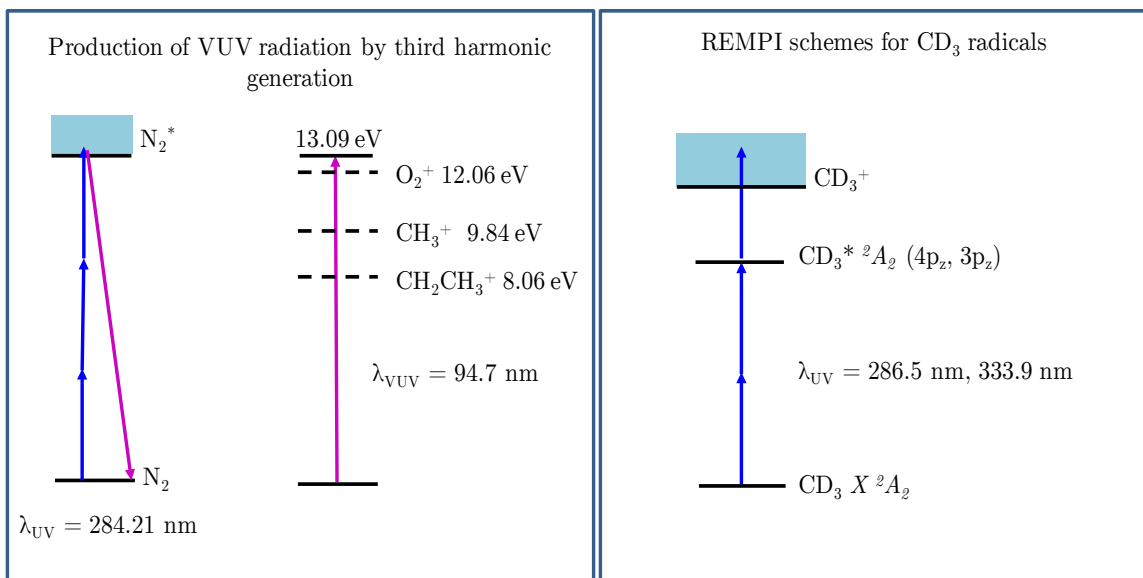 Production of VUV radiation by third harmonic
generation
N₂*
13.09 eV
O₂⁺ 12.06 eV
CH₃⁺ 9.84 eV
CH₂CH₃⁺ 8.06 eV
λVUV = 94.7 nm
N₂
λUV = 284.21 nm
REMPI schemes for CD₃ radicals
CD₃⁺
CD₃* ²A₂ (4p_z, 3p_z)
λUV = 286.5 nm, 333.9 nm
CD₃ X ²A₂